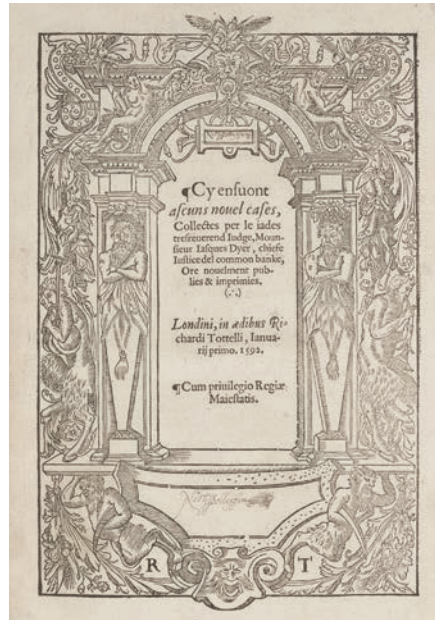 ¶Cy ensuont
aſcuns nouel caſes,
Collectes per le iades
treſreuerend Iudge, Moun-
ſieur Iaſques Dyer, chiefe
Iuſtice del common banke,
Ore nouelment pub-
lies & imprimies.
(∴)
Londini, in ædibus Ri-
chardi Tottelli, Ianua-
rij primo. 1592.
¶Cum priuilegio Regiæ
Maieſtatis.
R T